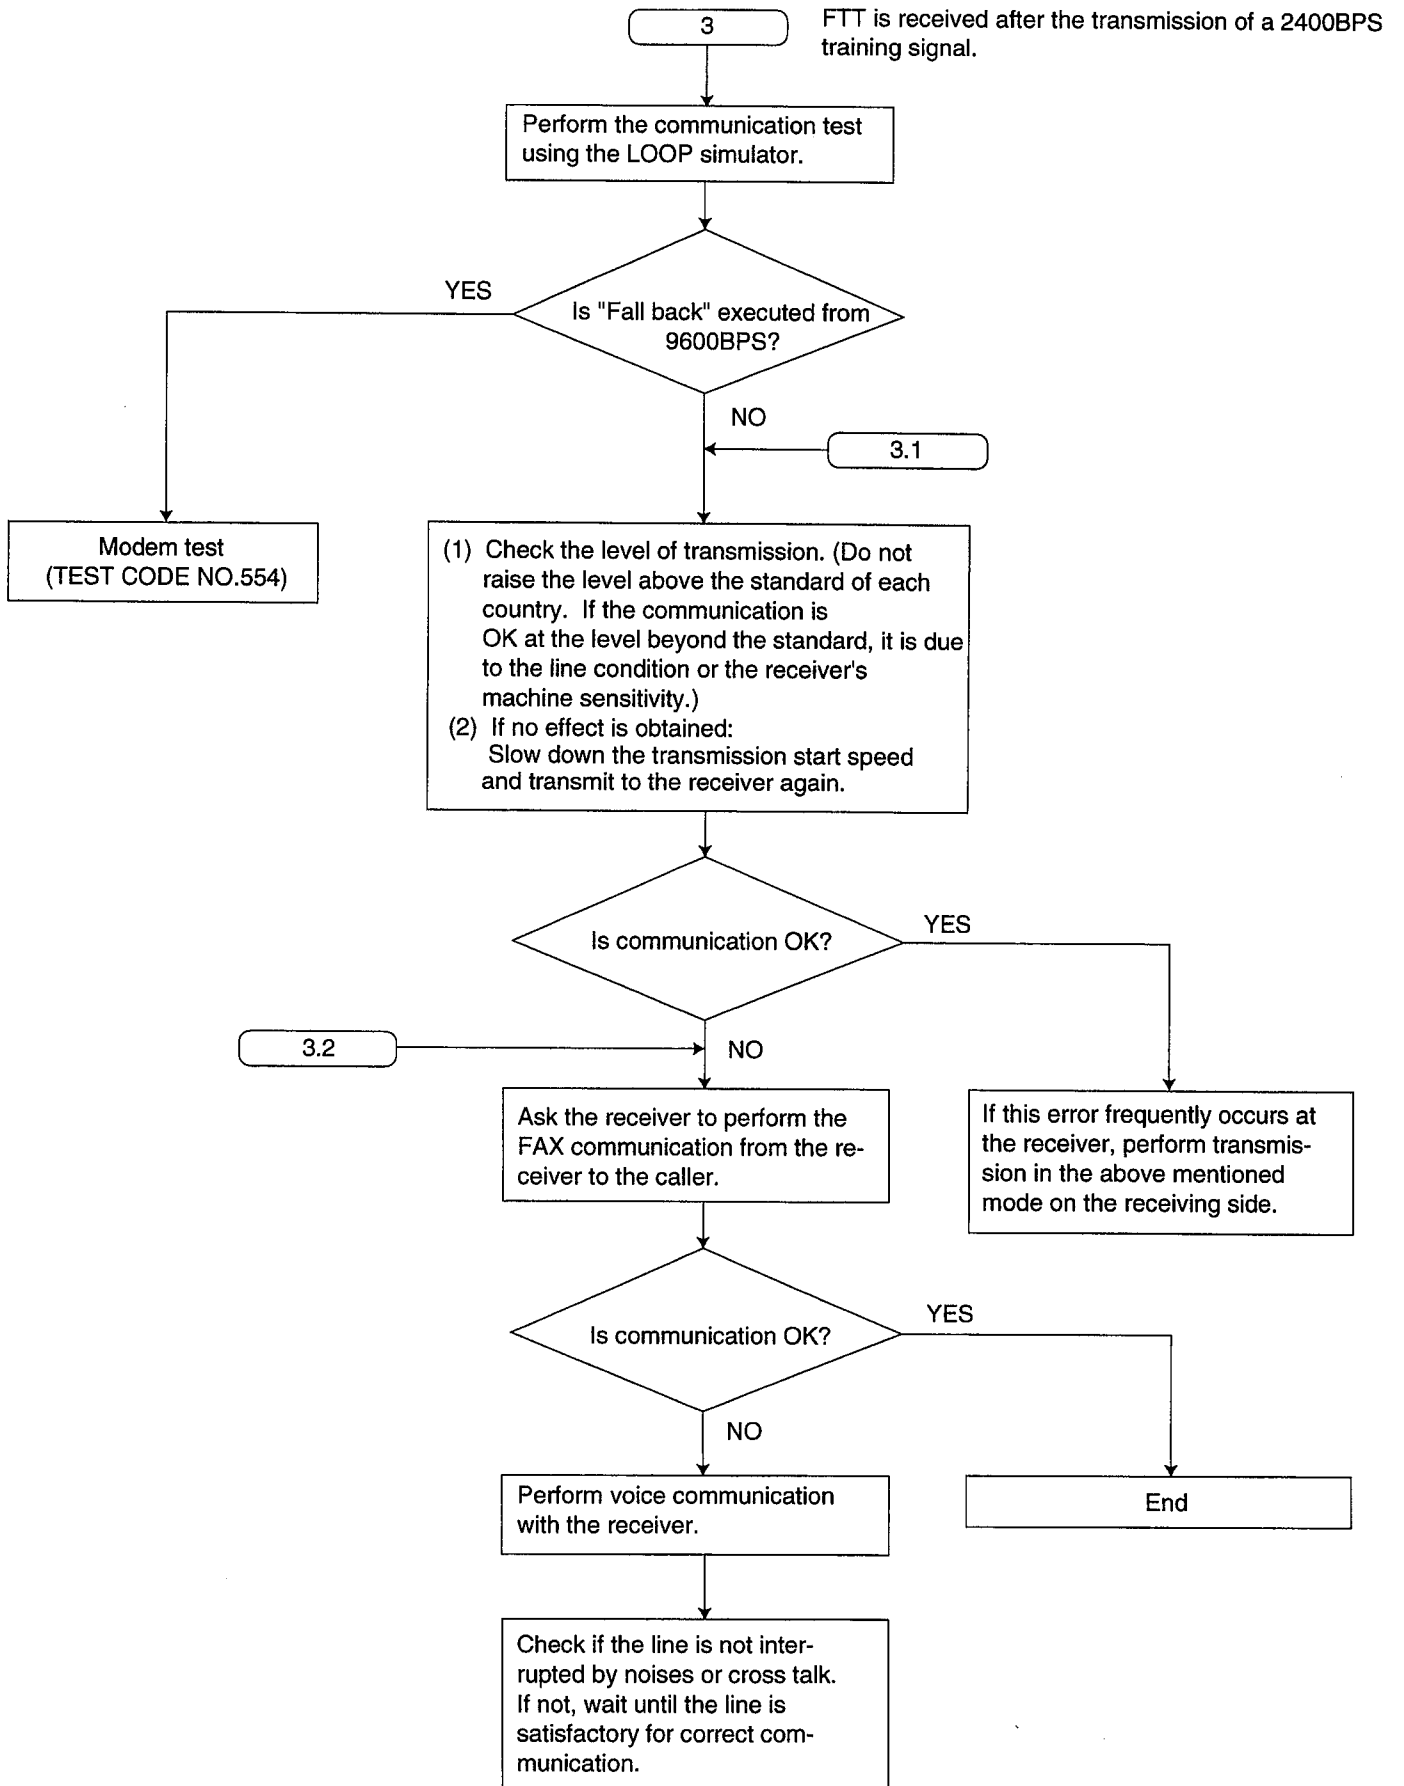 3
FTT is received after the transmission of a 2400BPS
training signal.
Perform the communication test
using the LOOP simulator.
YES
Is "Fall back" executed from
9600BPS?
NO
3.1
Modem test
(TEST CODE NO.554)
(1) Check the level of transmission. (Do not
raise the level above the standard of each
country. If the communication is
OK at the level beyond the standard, it is due
to the line condition or the receiver's
machine sensitivity.)
(2) If no effect is obtained:
Slow down the transmission start speed
and transmit to the receiver again.
Is communication OK?
YES
3.2
NO
Ask the receiver to perform the
FAX communication from the re-
ceiver to the caller.
If this error frequently occurs at
the receiver, perform transmis-
sion in the above mentioned
mode on the receiving side.
Is communication OK?
YES
NO
Perform voice communication
with the receiver.
End
Check if the line is not inter-
rupted by noises or cross talk.
If not, wait until the line is
satisfactory for correct com-
munication.